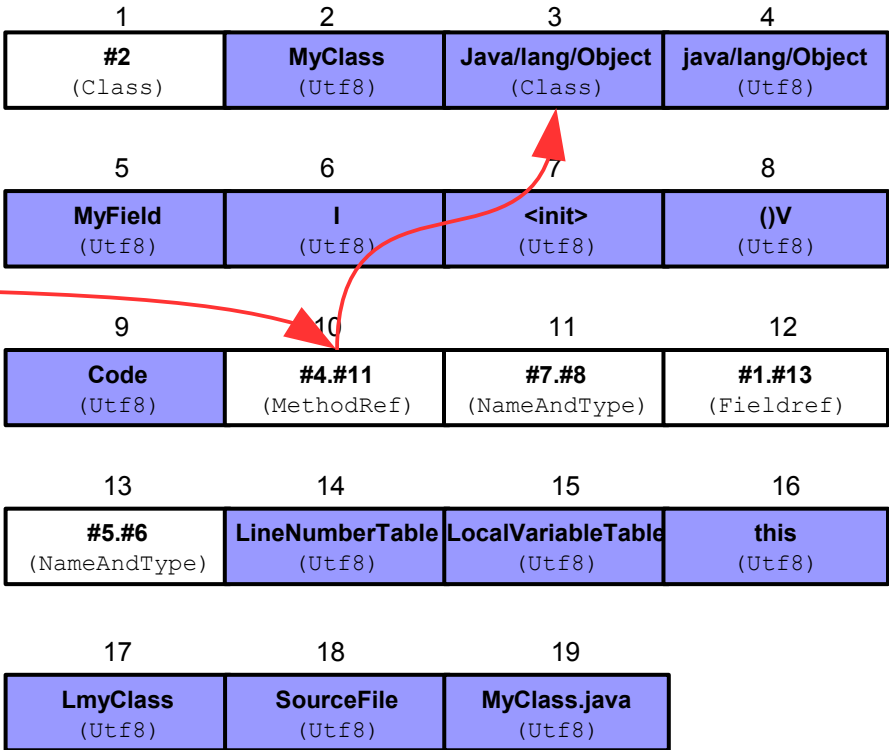 1 2 3 4
#2 MyClass Java/lang/Object java/lang/Object
(Class) (Utf8) (Class) (Utf8)
5 6 7 8
MyField I <init> ()V
(Utf8) (Utf8) (Utf8) (Utf8)
9 10 11 12
Code #4.#11 #7.#8 #1.#13
(Utf8) (MethodRef) (NameAndType) (Fieldref)
13 14 15 16
#5.#6 LineNumberTable LocalVariableTable this
(NameAndType) (Utf8) (Utf8) (Utf8)
17 18 19
LmyClass SourceFile MyClass.java
(Utf8) (Utf8) (Utf8)